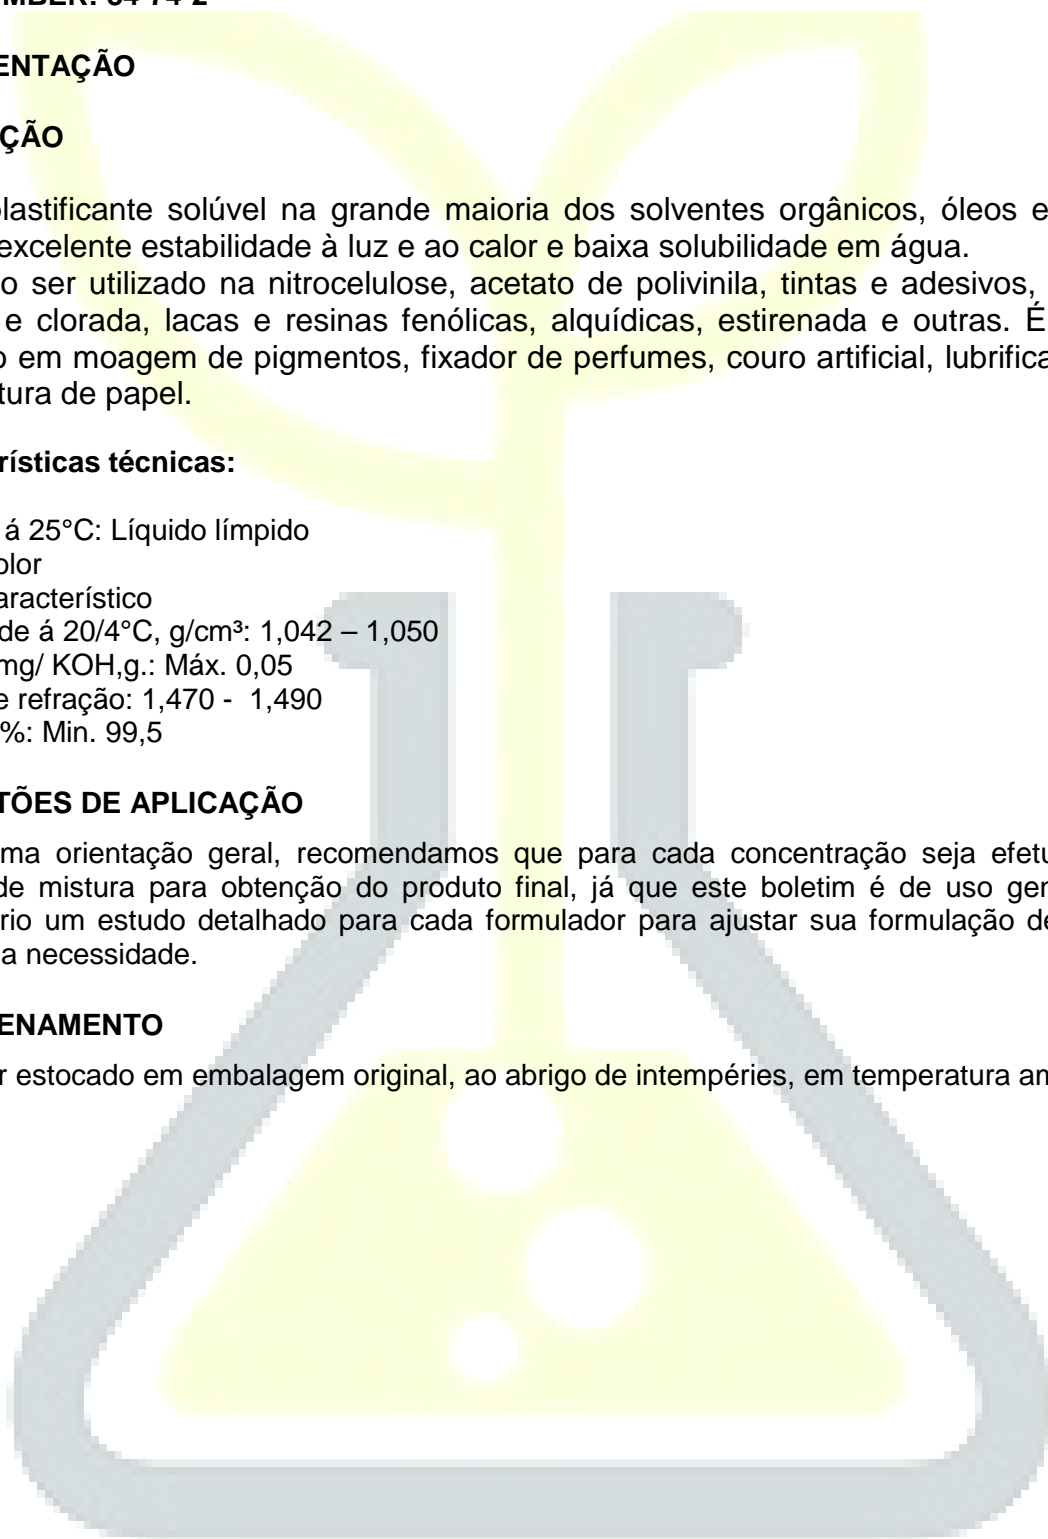 MBER: 84-74-2
ENTAÇÃO
ÇÃO
plastificante solúvel na grande maioria dos solventes orgânicos, óleos e
excelente estabilidade à luz e ao calor e baixa solubilidade em água.
o ser utilizado na nitrocelulose, acetato de polivinila, tintas e adesivos,
e clorada, lacas e resinas fenólicas, alquídicas, estirenada e outras. É
o em moagem de pigmentos, fixador de perfumes, couro artificial, lubrifica
tura de papel.
rísticas técnicas:
á 25°C: Líquido límpido
olor
aracterístico
de á 20/4°C, g/cm³: 1,042 – 1,050
mg/ KOH,g.: Máx. 0,05
e refração: 1,470 - 1,490
%: Min. 99,5
TÕES DE APLICAÇÃO
ma orientação geral, recomendamos que para cada concentração seja efetu
de mistura para obtenção do produto final, já que este boletim é de uso ger
rio um estudo detalhado para cada formulador para ajustar sua formulação de
a necessidade.
ENAMENTO
r estocado em embalagem original, ao abrigo de intempéries, em temperatura am